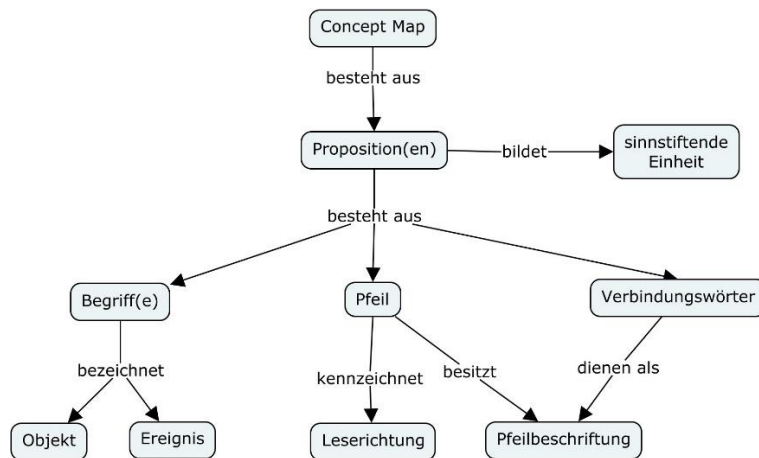 Concept Map
besteht aus
Proposition(en)
bildet
sinnstiftende
Einheit
besteht aus
Begriff(e)
Pfeil
Verbindungswörter
bezeichnet
kennzeichnet
besitzt
dienen als
Objekt
Ereignis
Leserichtung
Pfeilbeschriftung